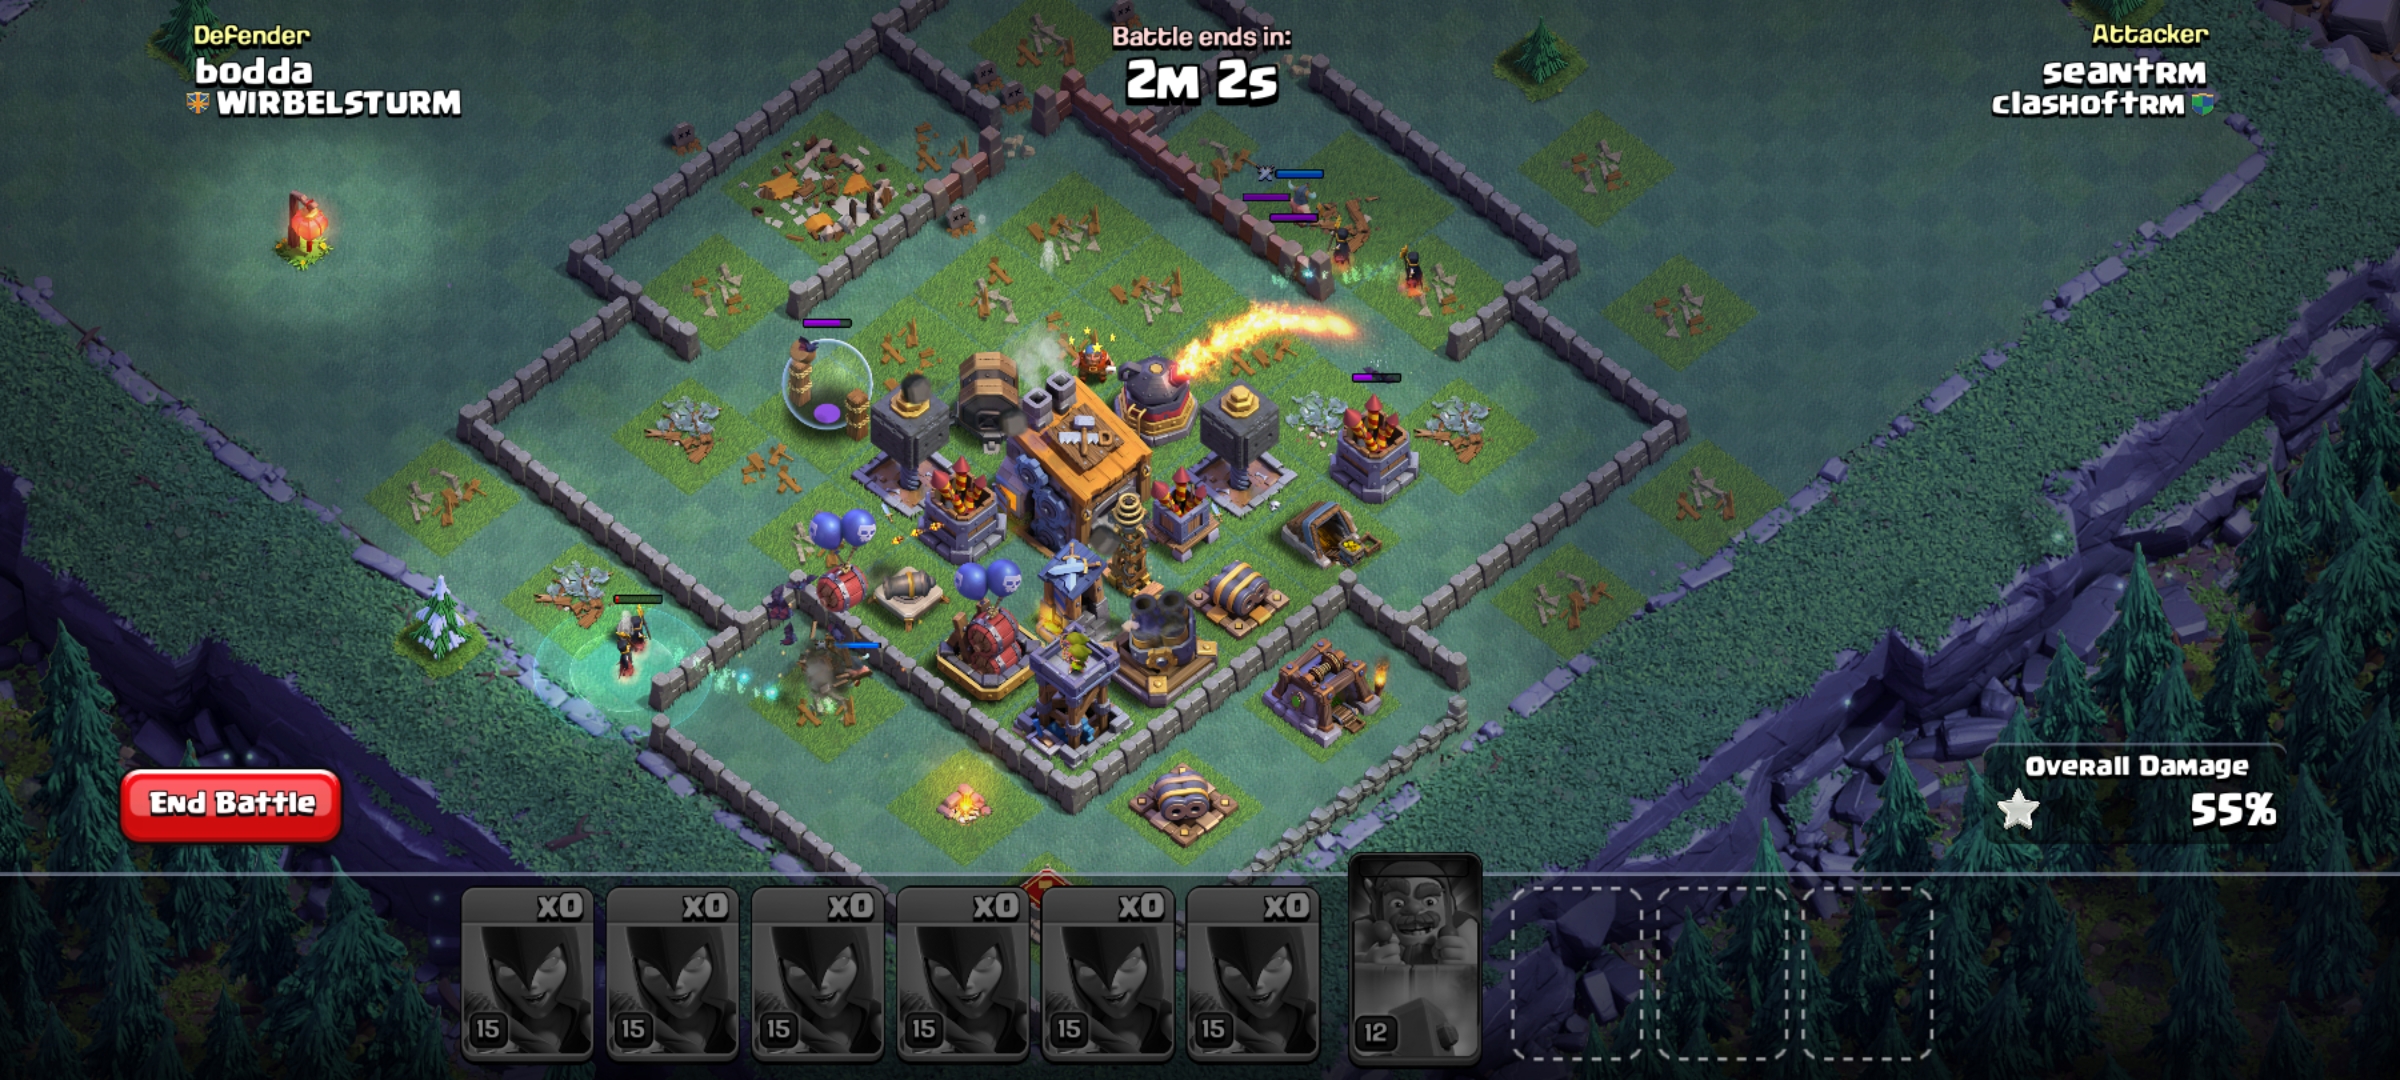 Defender
bodda
WIRBELSTURM
Battle ends in:
2M 2S
Attacker
seantRM
clashoftRM
End Battle
Overall Damage
55%
x0
x0
x0
x0
x0
x0
15
15
15
15
15
15
12